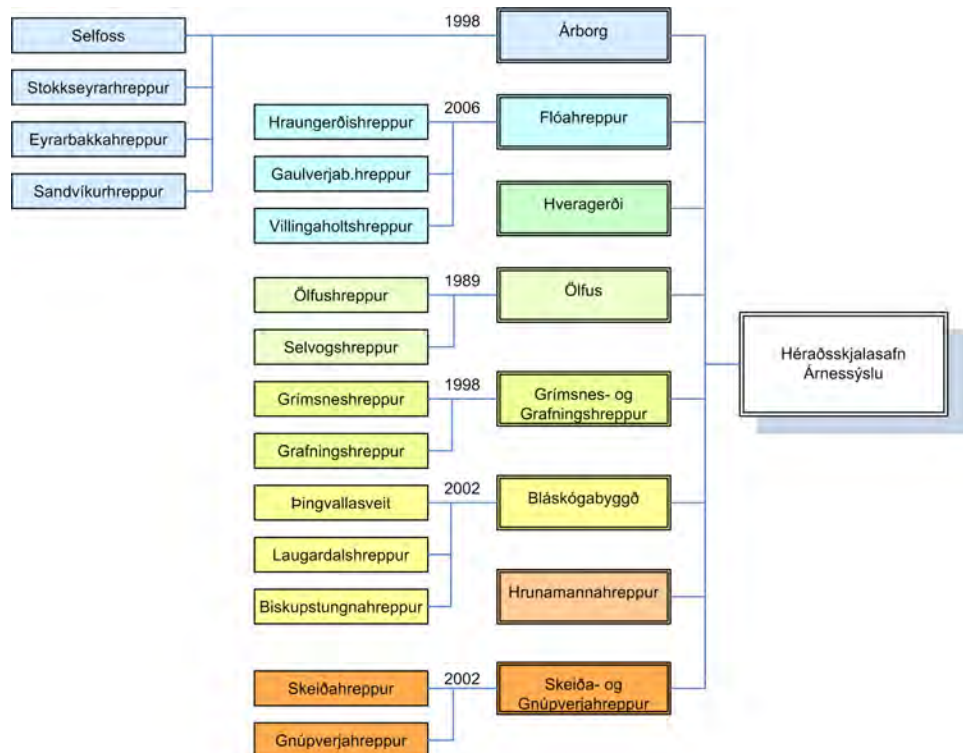 Selfoss
1998
Árborg
Stokkseyrarhreppur
Eyrarbakkahreppur
Sandvíkurhreppur
Hraungerðishreppur
2006
Flóahreppur
Gaulverjab.hreppur
Villingaholtshreppur
Hveragerði
Ölfushreppur
1989
Ölfus
Selvogshreppur
Grímsneshreppur
1998
Grímsnes- og
Grafningshreppur
Grafningshreppur
Þingvallasveit
2002
Bláskógabyggð
Laugardalshreppur
Biskupstungnahreppur
Hrunamannahreppur
Skeiðahreppur
2002
Skeiða- og
Gnúpverjahreppur
Gnúpverjahreppur
Héraðsskjalasafn
Árnessýslu